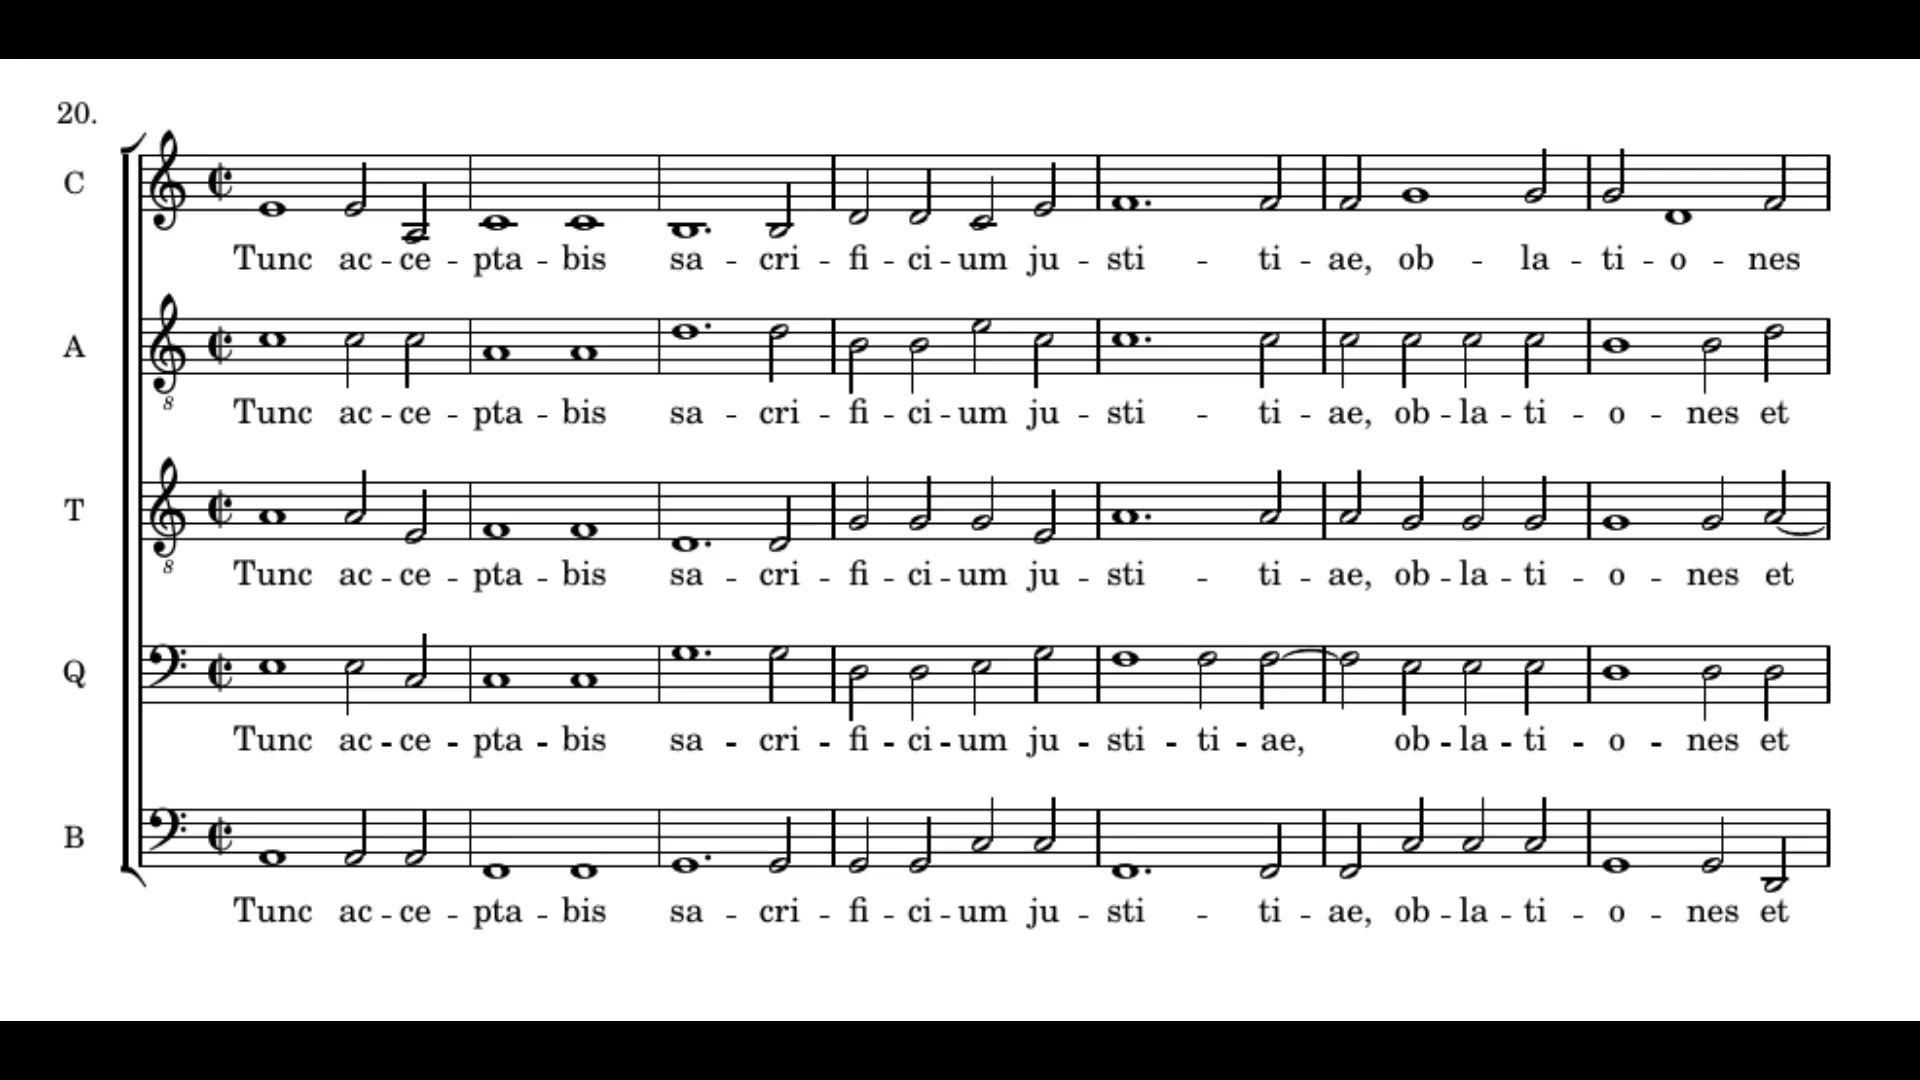 20.
C
Tunc ac - ce - pta - bis sa - cri - fi - ci - um ju - sti - ti - ae, ob - la - ti - o - nes
A
8
Tunc ac - ce - pta - bis sa - cri - fi - ci - um ju - sti - ti - ae, ob - la - ti - o - nes et
T
8
Tunc ac - ce - pta - bis sa - cri - fi - ci - um ju - sti - ti - ae, ob - la - ti - o - nes et
Q
Tunc ac - ce - pta - bis sa - cri - fi - ci - um ju - sti - ti - ae, ob - la - ti - o - nes et
B
Tunc ac - ce - pta - bis sa - cri - fi - ci - um ju - sti - ti - ae, ob - la - ti - o - nes et